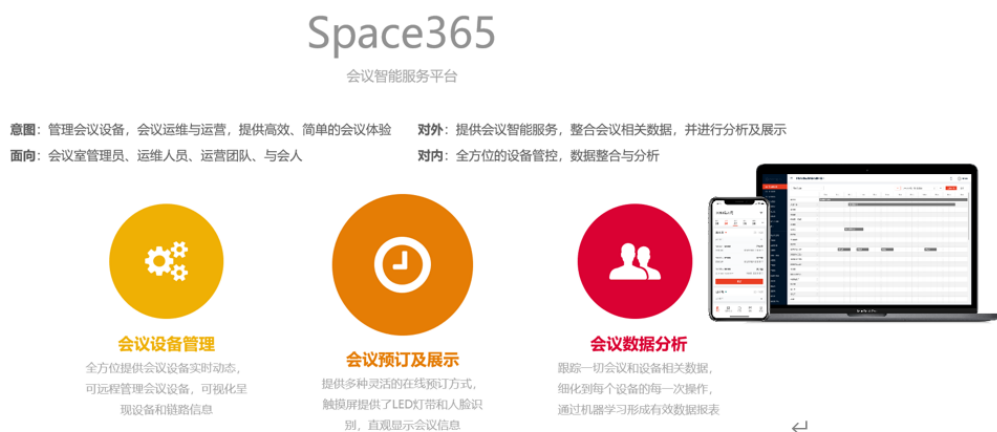 Space365
会议智能服务平台
意图：管理会议设备，会议运维与运营，提供高效、简单的会议体验
对外：提供会议智能服务，整合会议相关数据，并进行分析及展示
面向：会议室管理员、运维人员、运营团队、与会人
对内：全方位的设备管控，数据整合与分析
会议设备管理
全方位提供会议设备实时动态，
可远程管理会议设备，可视化呈
现设备和链路信息
会议预订及展示
提供多种灵活的在线预订方式，
触摸屏提供了LED灯带和人脸识
别，直观显示会议信息
会议数据分析
跟踪一切会议和设备相关数据，
细化到每个设备的每一次操作，
通过机器学习形成有效数据报表